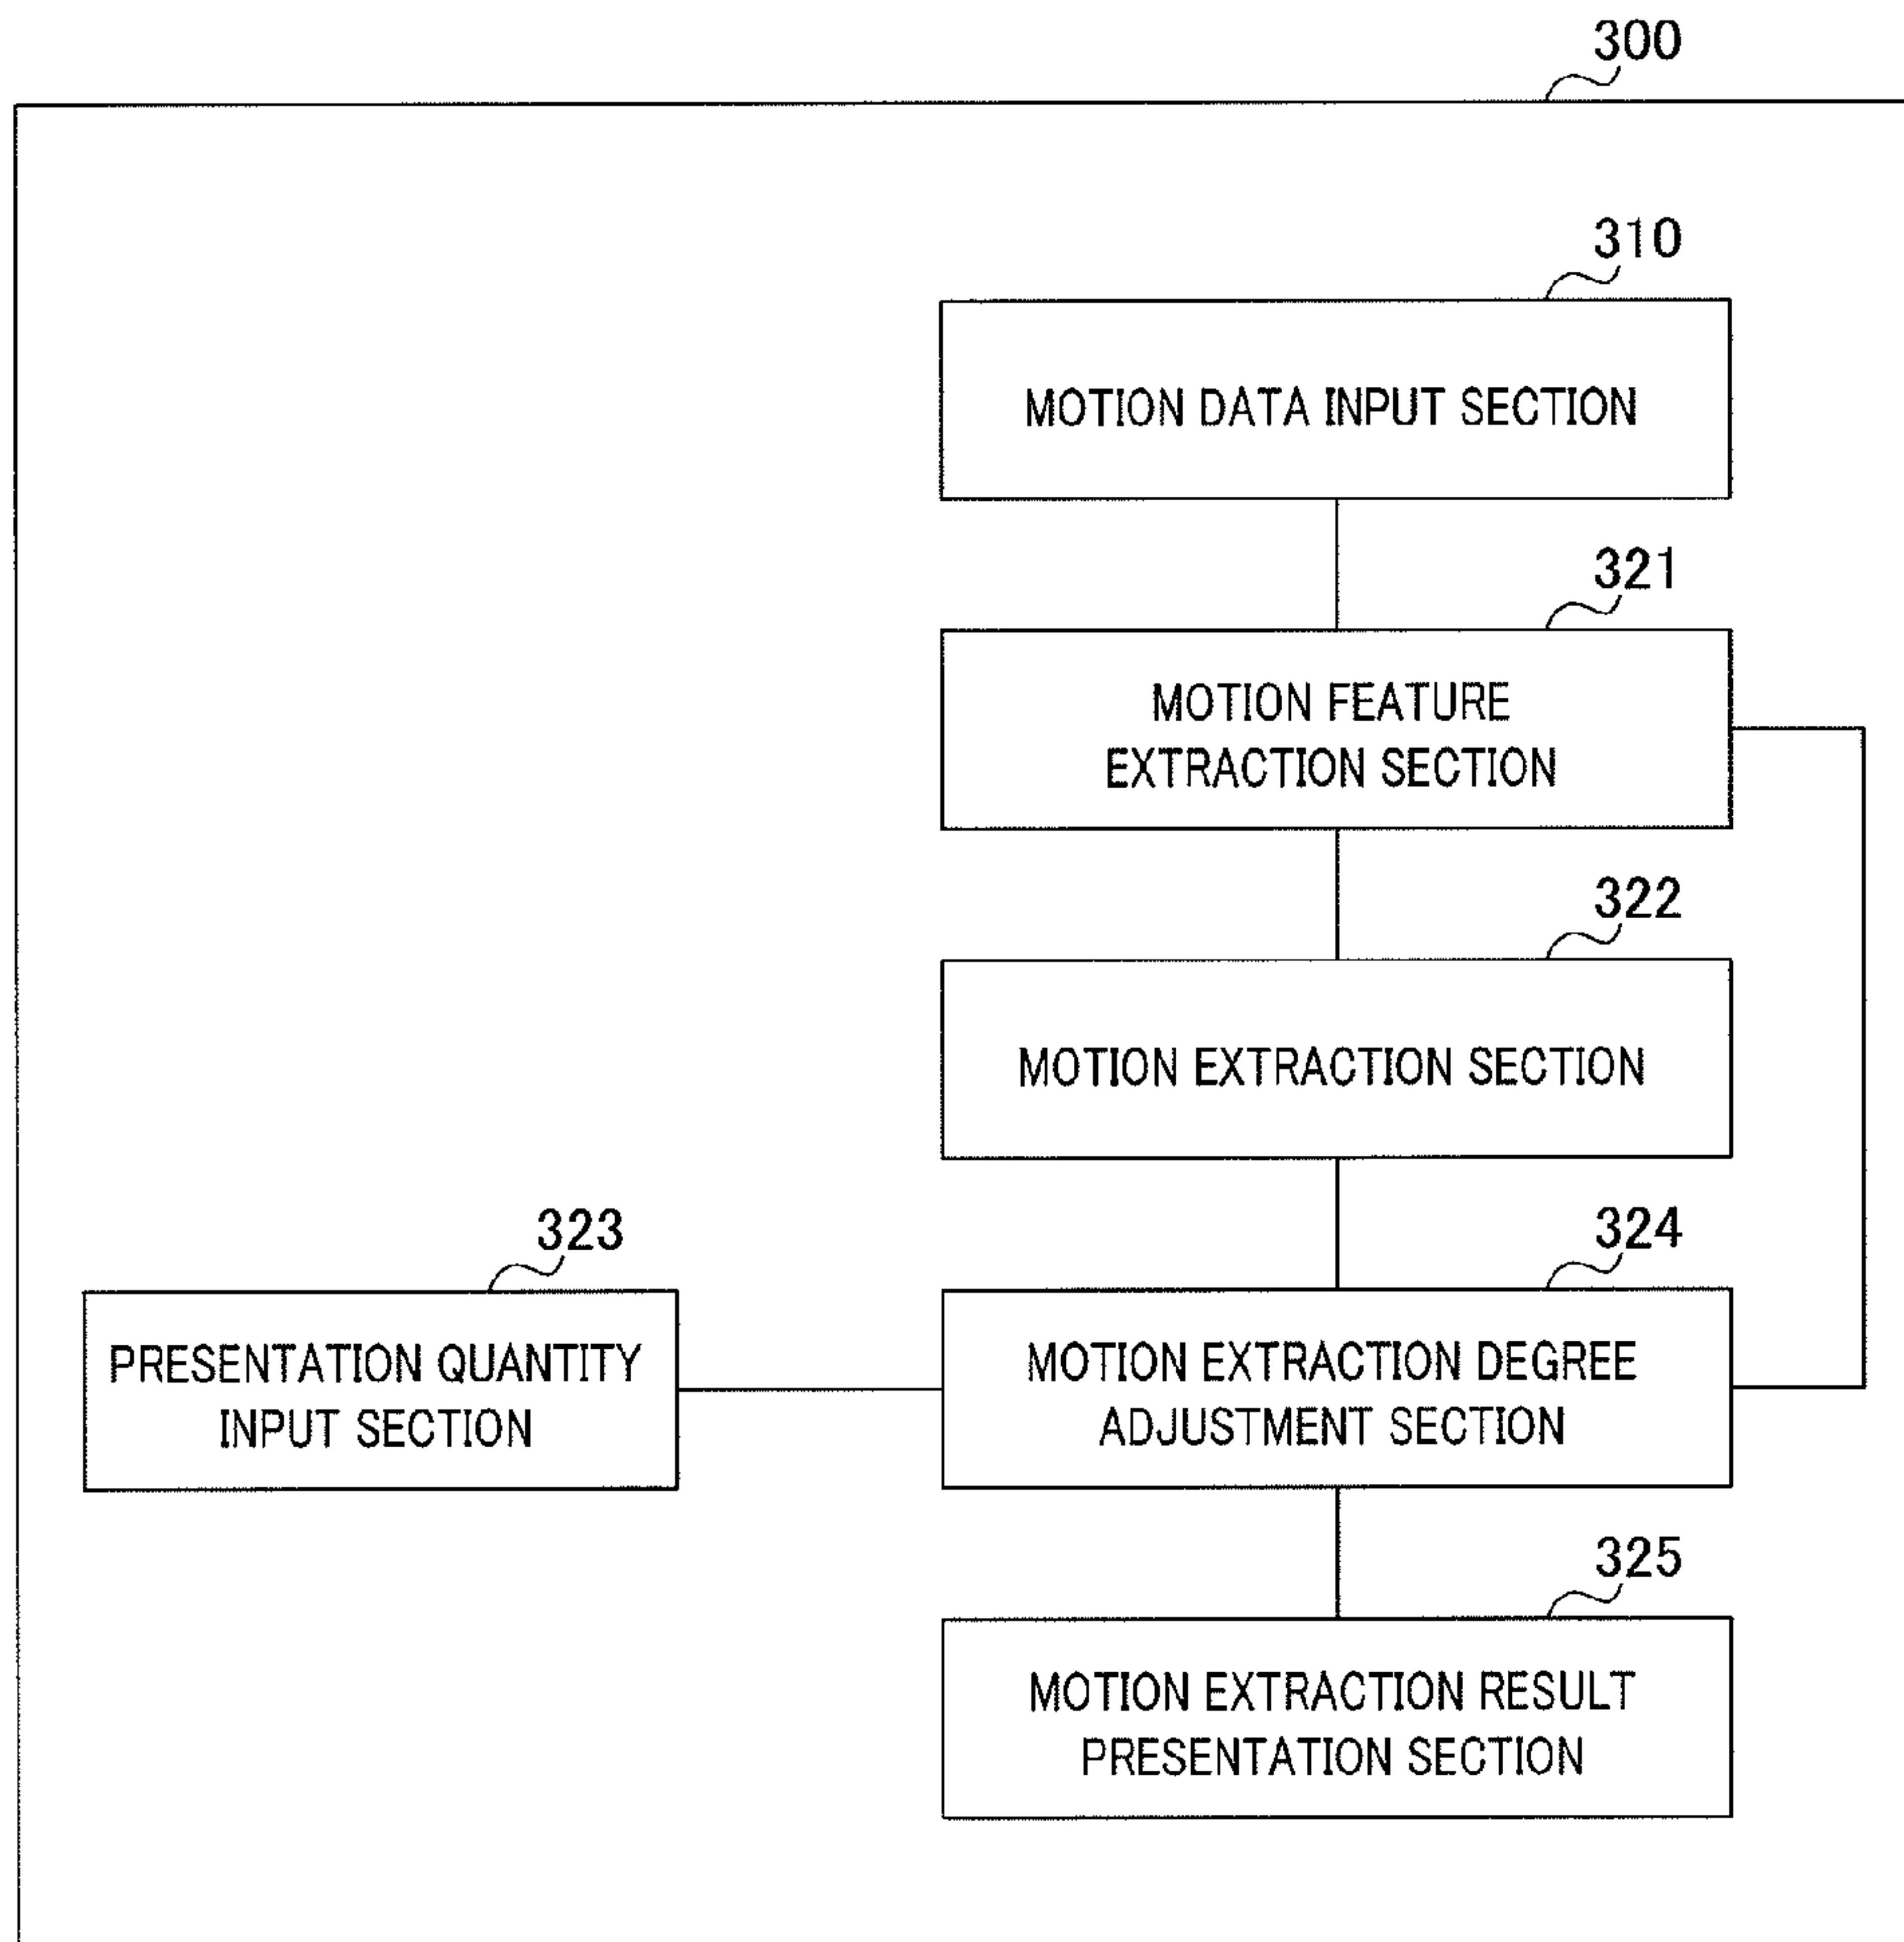 300
310
MOTION DATA INPUT SECTION
321
MOTION FEATURE
EXTRACTION SECTION
322
MOTION EXTRACTION SECTION
323
PRESENTATION QUANTITY
INPUT SECTION
324
MOTION EXTRACTION DEGREE
ADJUSTMENT SECTION
325
MOTION EXTRACTION RESULT
PRESENTATION SECTION